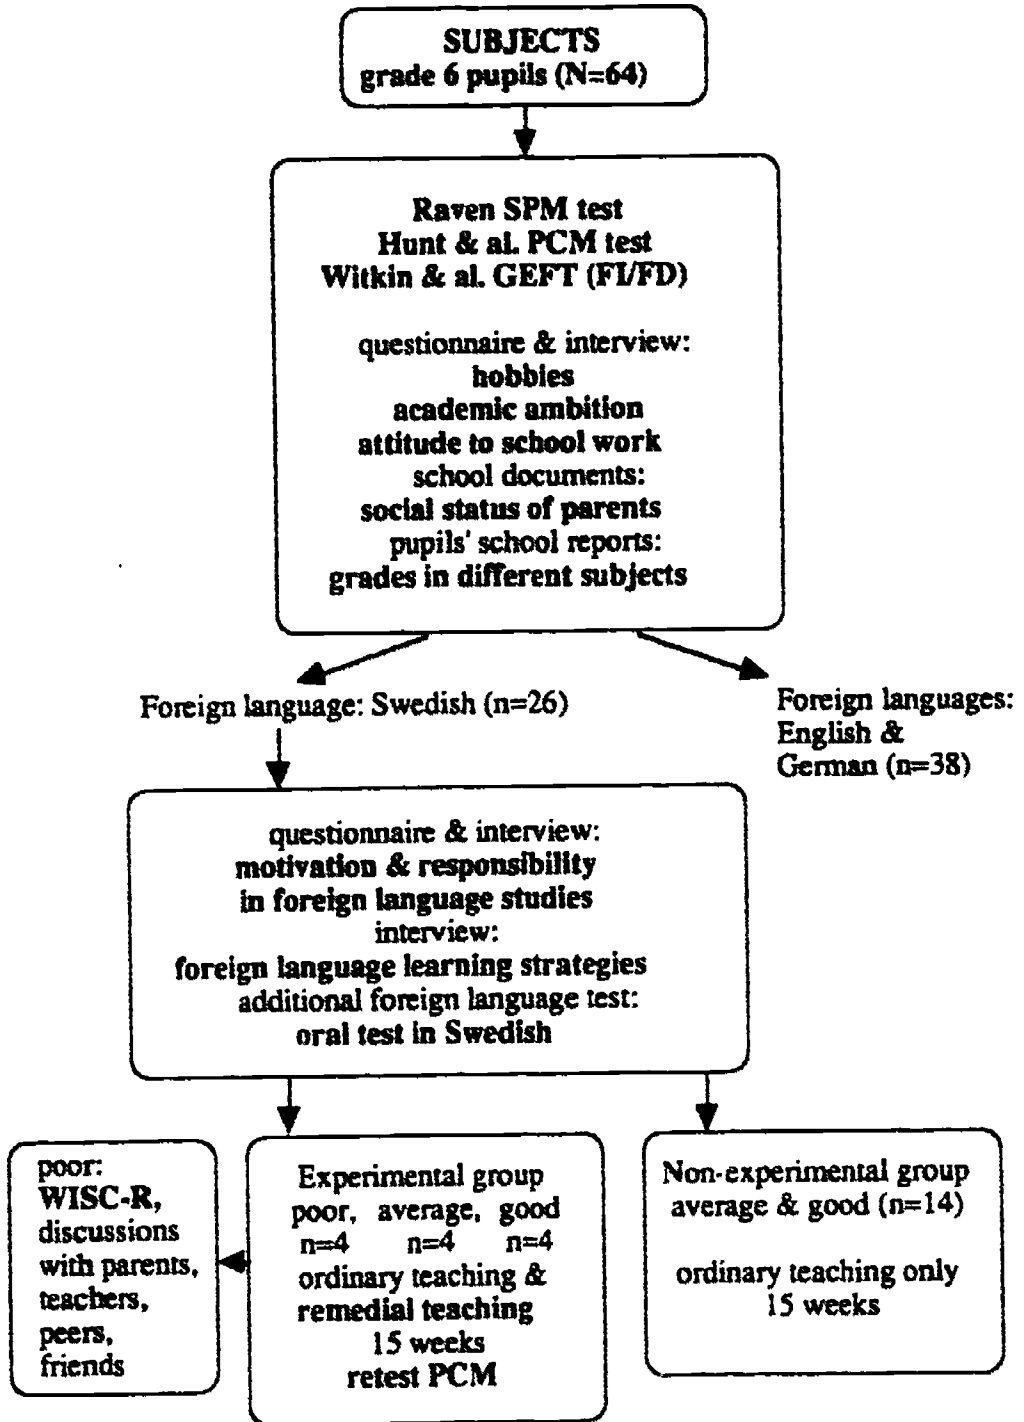 SUBJECTS
grade 6 pupils (N=64)
Raven SPM test
Hunt & al. PCM test
Witkin & al. GEFT (FI/FD)
questionnaire & interview:
hobbies
academic ambition
attitude to school work
school documents:
social status of parents
pupils' school reports:
grades in different subjects
Foreign language: Swedish (n=26)
Foreign languages:
English &
German (n=38)
questionnaire & interview:
motivation & responsibility
in foreign language studies
interview:
foreign language learning strategies
additional foreign language test:
oral test in Swedish
poor:
WISC-R,
discussions
with parents,
teachers,
peers,
friends
Experimental group
poor, average, good
n=4 n=4 n=4
ordinary teaching &
remedial teaching
15 weeks
retest PCM
Non-experimental group
average & good (n=14)
ordinary teaching only
15 weeks